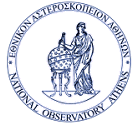 ΕΘΝΙΚΟΝ ΑΣΤΕΡΟΣΚΟΠΕΙΟΝ ΑΘΗΝΩΝ
NATIONAL OBSERVATORY ATHENS